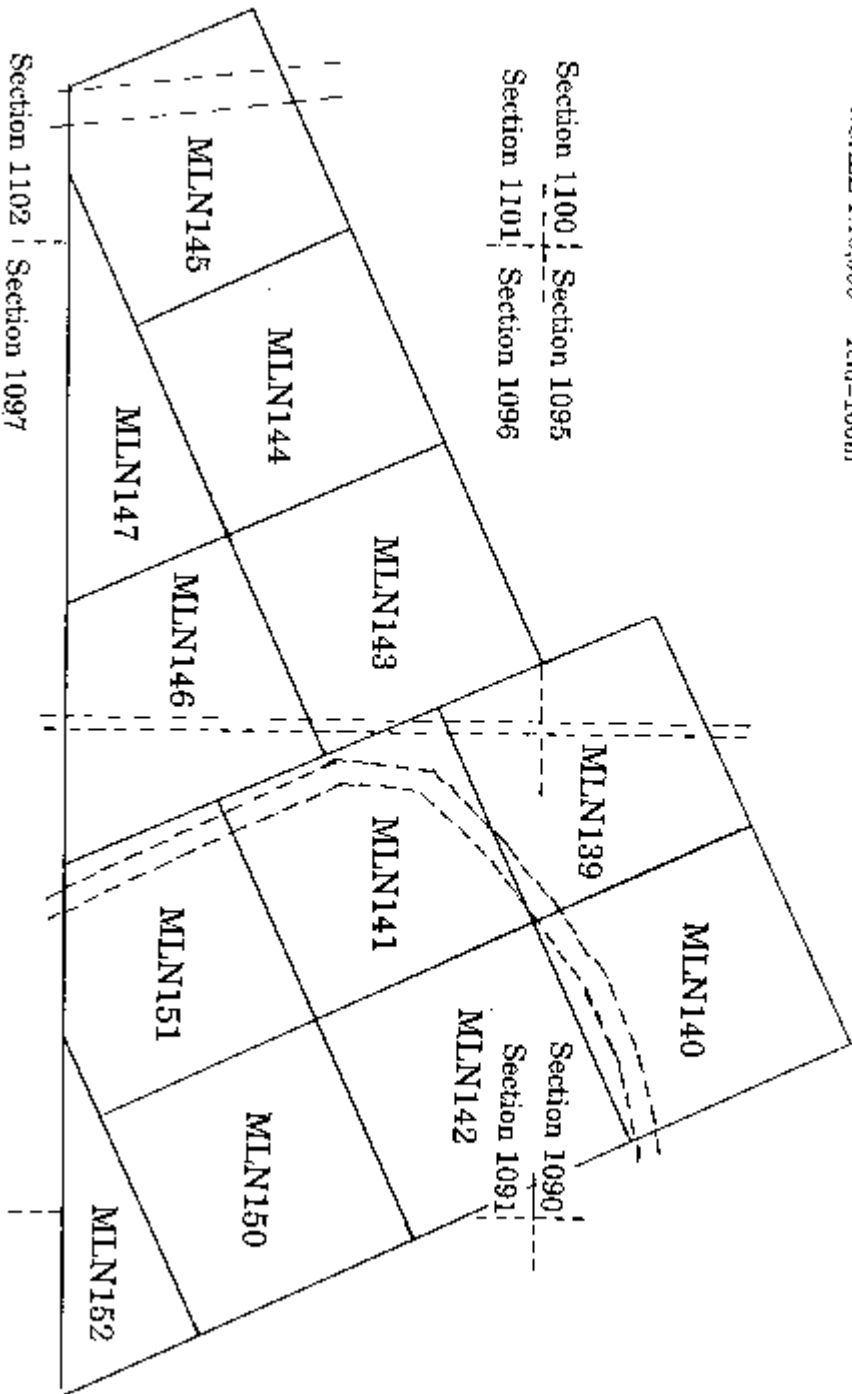 Section 1100 Section 1095
Section 1101 Section 1096
MLN140
MLN139
Section 1090
Section 1091
MLN142
MLN143
MLN141
MLN144
MLN150
MLN145
MLN146
MLN151
MLN147
MLN152
Section 1102 Section 1097